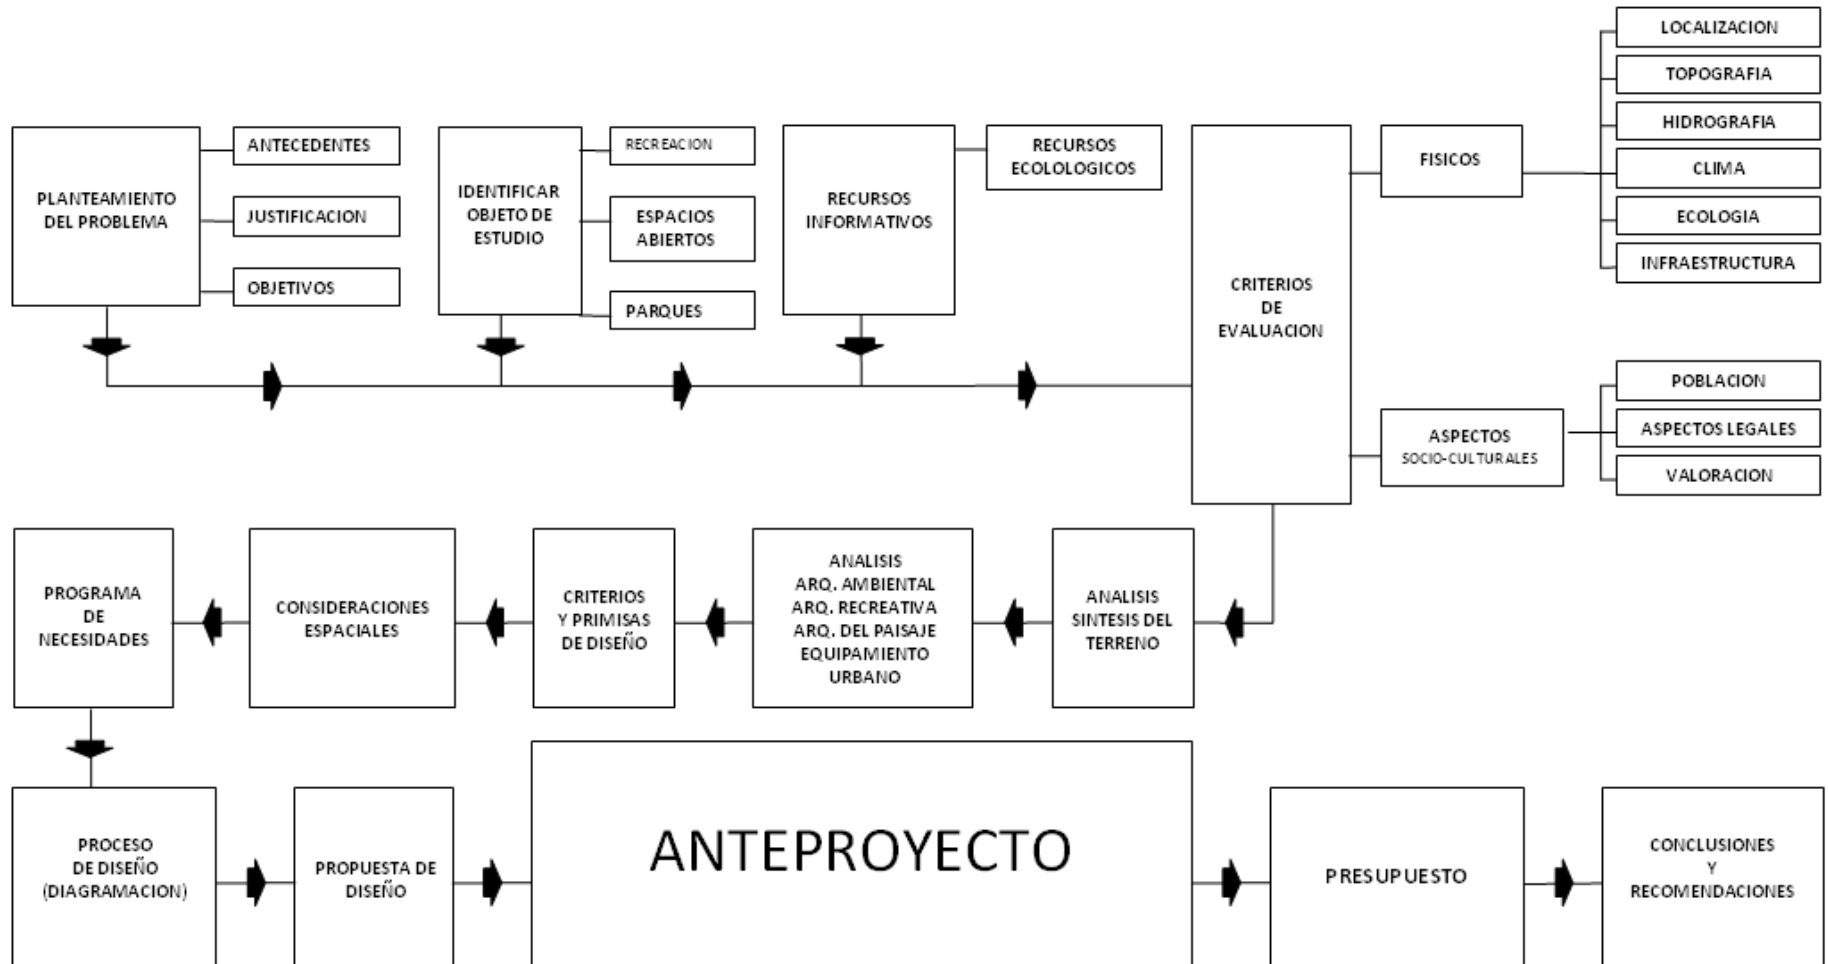 PLANTEAMIENTO
DEL PROBLEMA
ANTECEDENTES
JUSTIFICACION
OBJETIVOS
IDENTIFICAR
OBJETO DE
ESTUDIO
RECREACION
ESPACIOS
ABIERTOS
PARQUES
RECURSOS
INFORMATIVOS
RECURSOS
ECOLOLOGICOS
CRITERIOS
DE
EVALUACION
FISICOS
LOCALIZACION
TOPOGRAFIA
HIDROGRAFIA
CLIMA
ECOLOGIA
INFRAESTRUCTURA
ASPECTOS
SOCIO-CULTURALES
POBLACION
ASPECTOS LEGALES
VALORACION
PROGRAMA
DE
NECESIDADES
CONSIDERACIONES
ESPACIALES
CRITERIOS
Y PRIMISAS
DE DISEÑO
ANALISIS
ARQ. AMBIENTAL
ARQ. RECREATIVA
ARQ. DEL PAISAJE
EQUIPAMIENTO
URBANO
ANALISIS
SINTESIS DEL
TERRENO
PROCESO
DE DISEÑO
(DIAGRAMACION)
PROPUESTA DE
DISEÑO
ANTEPROYECTO
PRESUPUESTO
CONCLUSIONES
Y
RECOMENDACIONES